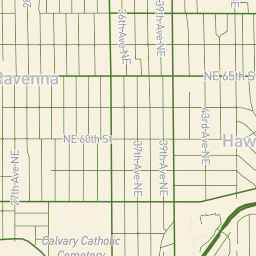 36th-Ave-NE
39th-Ave-NE
NE 65th S
Ravenna
43rd-Ave-NE
NE 60th St
37th-Ave-NE
39th-Ave-NE
Haw
27th-Ave-NE
Calvary Catholic
Cemetery